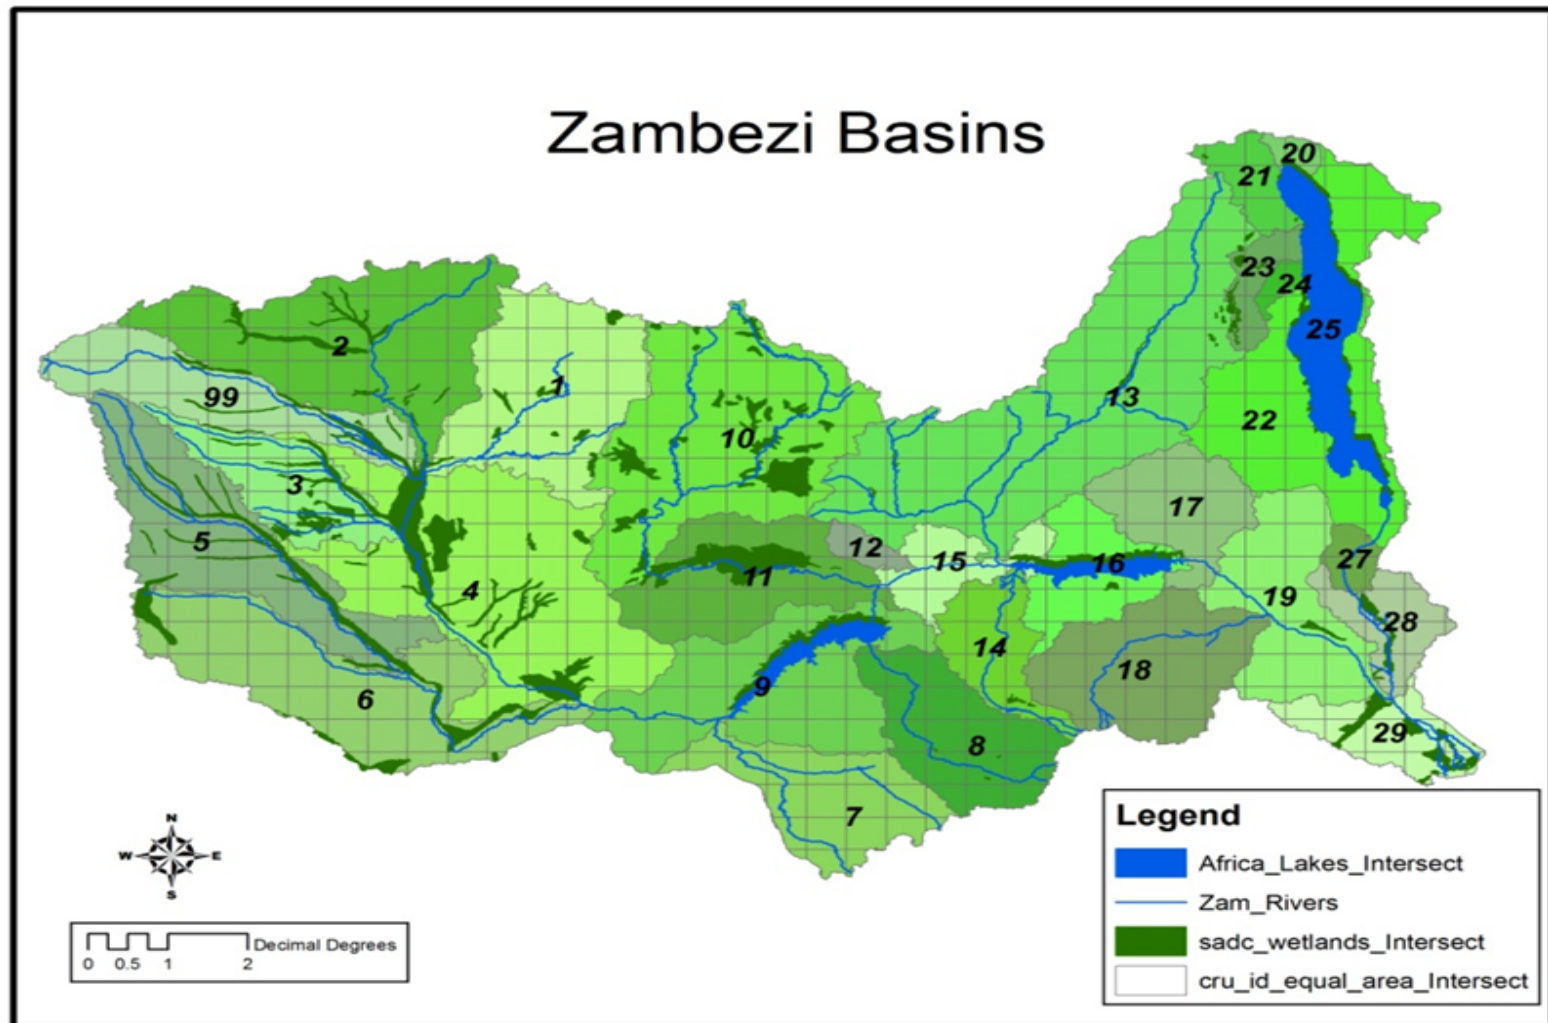 Zambezi Basins
20
21
23
24
25
2
1
99
13
10
22
3
17
5
12
15
16
27
11
4
19
28
14
18
9
6
29
8
7
N
W E
S
Decimal Degrees
0 0.5 1 2
Legend
Africa_Lakes_Intersect
Zam_Rivers
sadc_wetlands_Intersect
cru_id_equal_area_Intersect